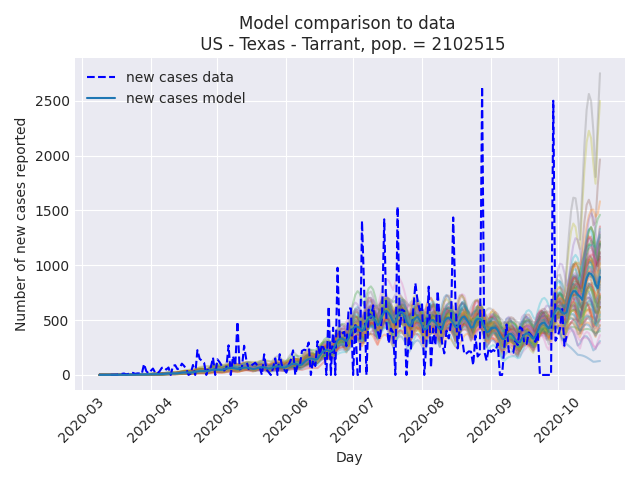 Model comparison to data
US - Texas - Tarrant, pop. = 2102515
new cases data
new cases model
Number of new cases reported
2500
2000
1500
1000
500
0
2020-03
2020-04
2020-05
2020-06
2020-07
2020-08
2020-09
2020-10
Day